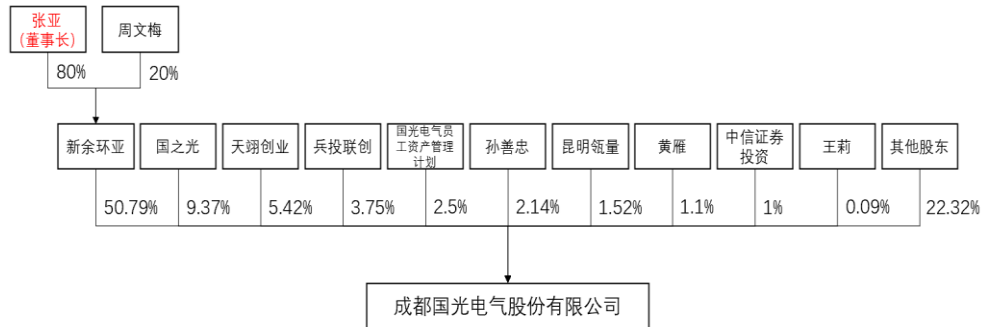 张亚
（董事长）
周文梅
80%
20%
新余环亚
国之光
天翊创业
兵投联创
国光电气员
工资产管理
计划
孙善忠
昆明瓴量
黄雁
中信证券
投资
王莉
其他股东
50.79%
9.37%
5.42%
3.75%
2.5%
2.14%
1.52%
1.1%
1%
0.09%
22.32%
成都国光电气股份有限公司